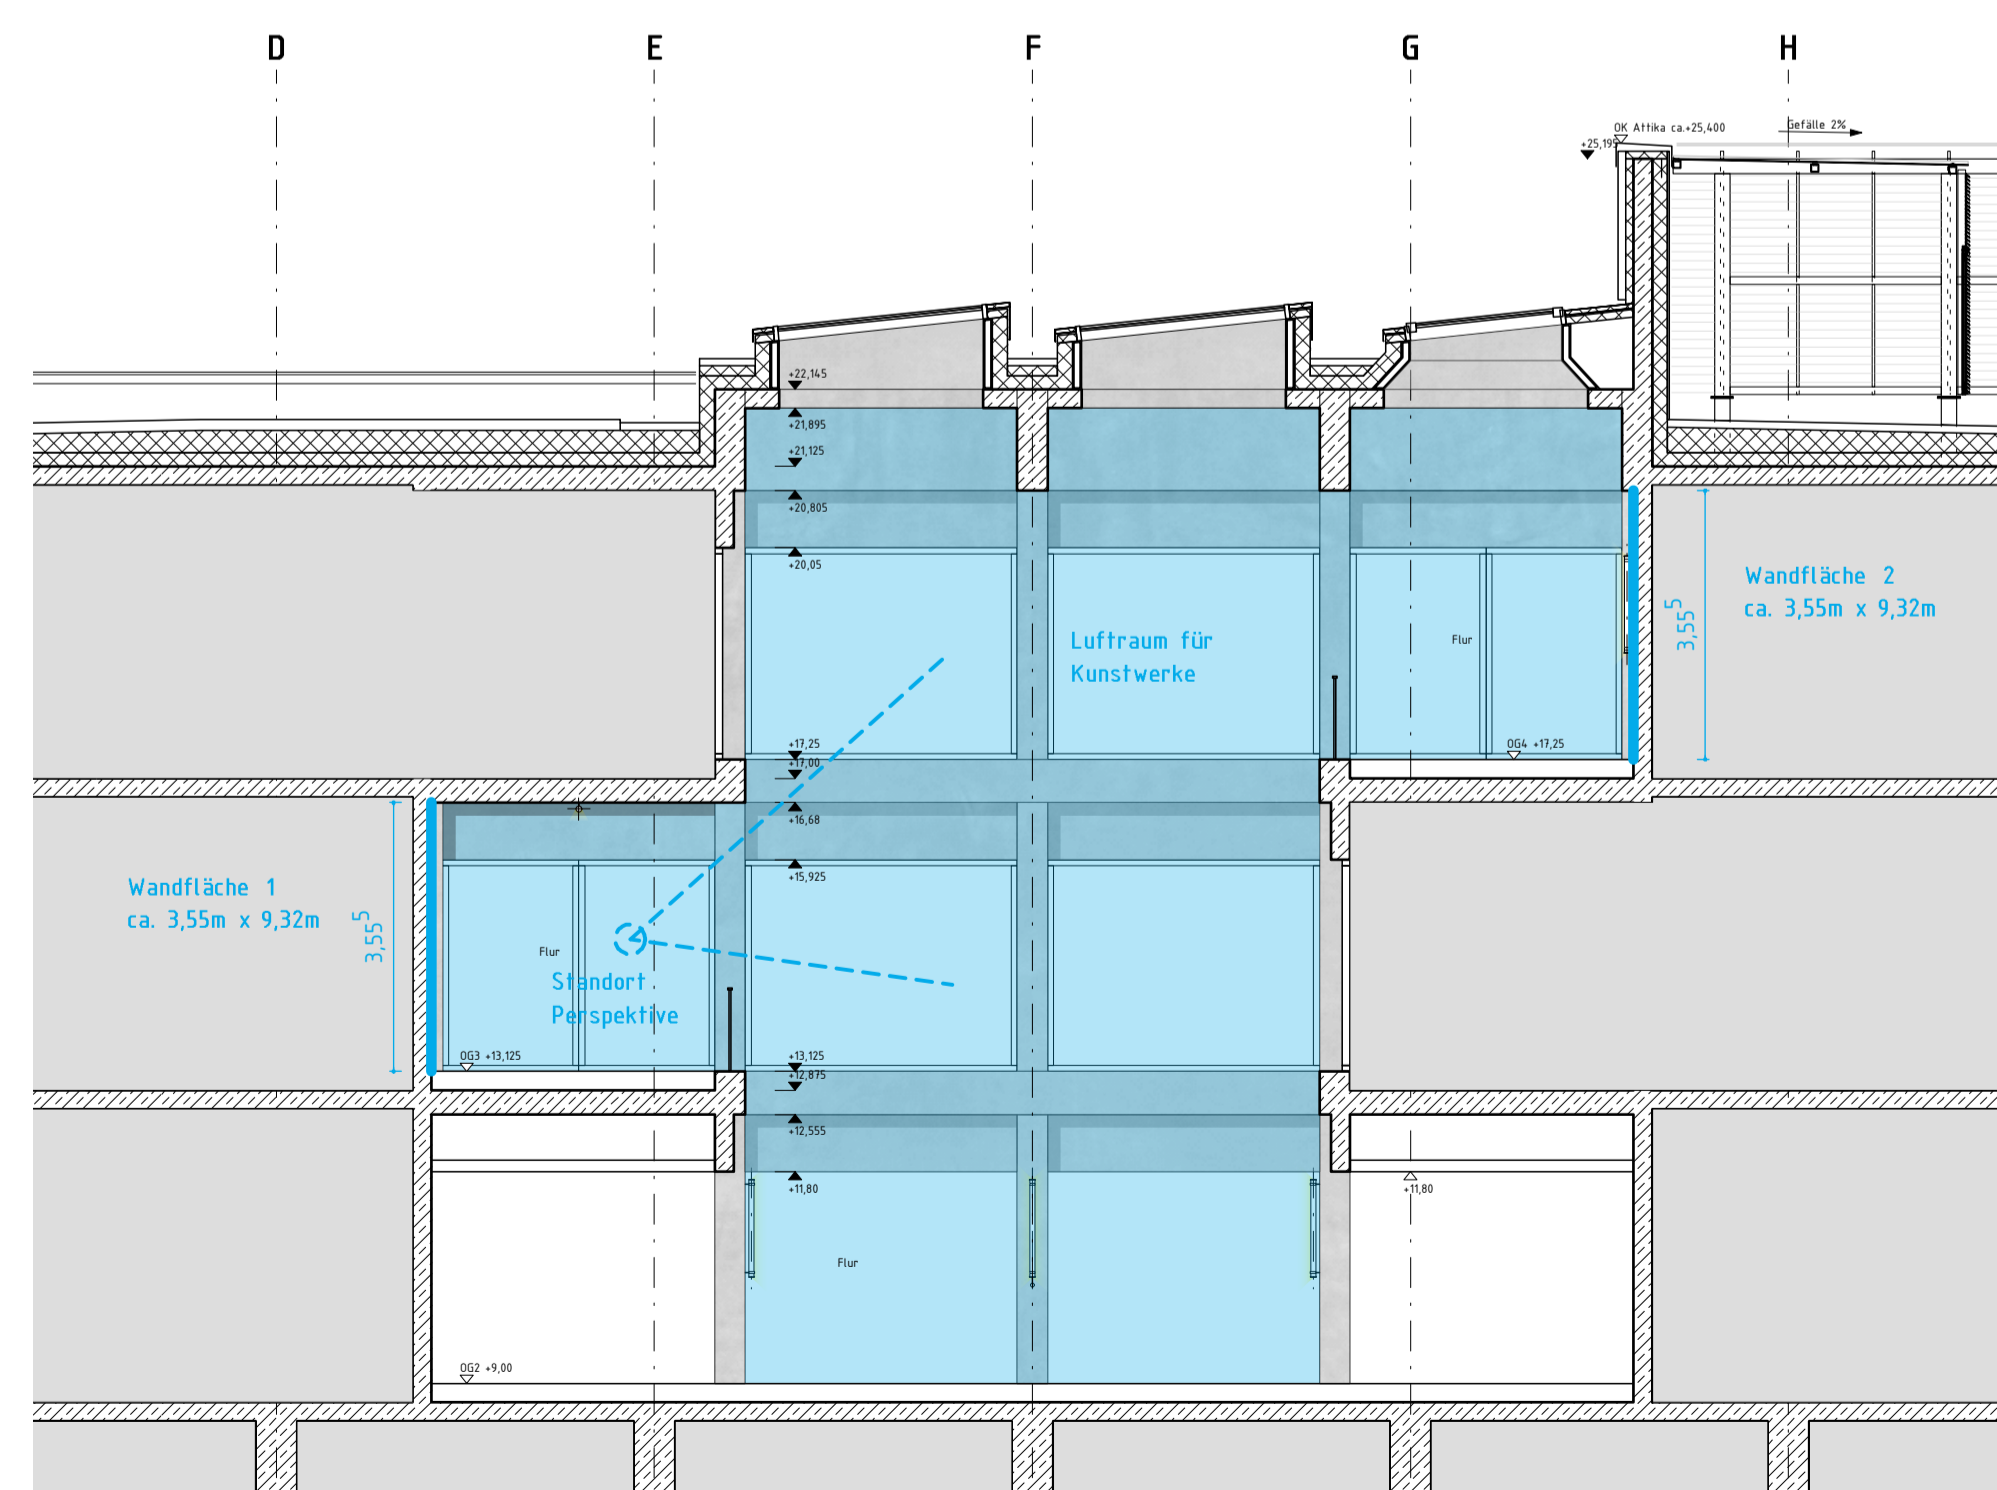 D E F G H
OK Attika ca.+25,400
Gefälle 2%
+25,195
+22,145
+21,895
+21,125
+20,805
+20,05
Wandfläche 2
ca. 3,55m x 9,32m
3,55⁵
Luftraum für
Kunstwerke
Flur
+17,25
+17,00
OG4 +17,25
+16,68
+15,925
Wandfläche 1
ca. 3,55m x 9,32m
3,55⁵
Flur
Standort
Perspektive
OG3 +13,125
+13,125
+12,875
+12,555
+11,80
+11,80
Flur
OG2 +9,00